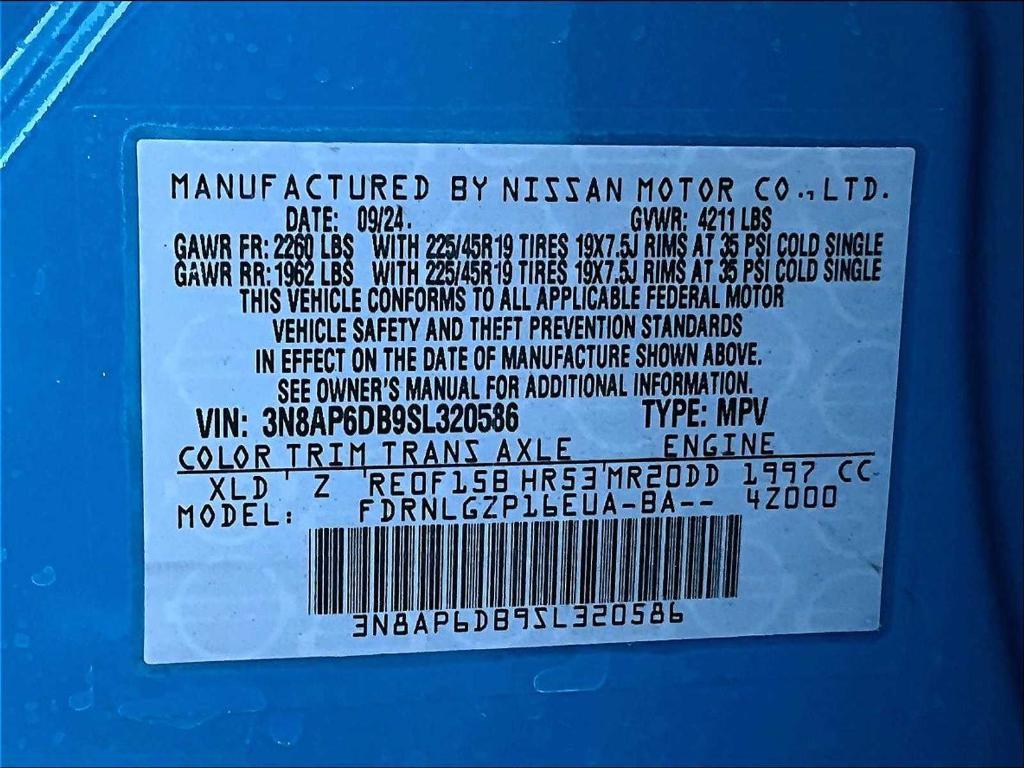 MANUFACTURED BY NISSAN MOTOR CO., LTD.
DATE: 09/24. GVWR: 4211 LBS
GAWR FR: 2260 LBS WITH 225/45R19 TIRES 19X7.5J RIMS AT 35 PSI COLD SINGLE
GAWR RR: 1962 LBS WITH 225/45R19 TIRES 19X7.5J RIMS AT 35 PSI COLD SINGLE
THIS VEHICLE CONFORMS TO ALL APPLICABLE FEDERAL MOTOR
VEHICLE SAFETY AND THEFT PREVENTION STANDARDS
IN EFFECT ON THE DATE OF MANUFACTURE SHOWN ABOVE.
SEE OWNER'S MANUAL FOR ADDITIONAL INFORMATION.
VIN: 3N8AP6DB9SL320586 TYPE: MPV
COLOR TRIM TRANS AXLE ENGINE
XLD ' Z 'RE0F15B HR53'MR20DD 1997 CC
MODEL: FDRNLGZP16EUA-BA-- 4Z000
3N8AP6DB9SL320586